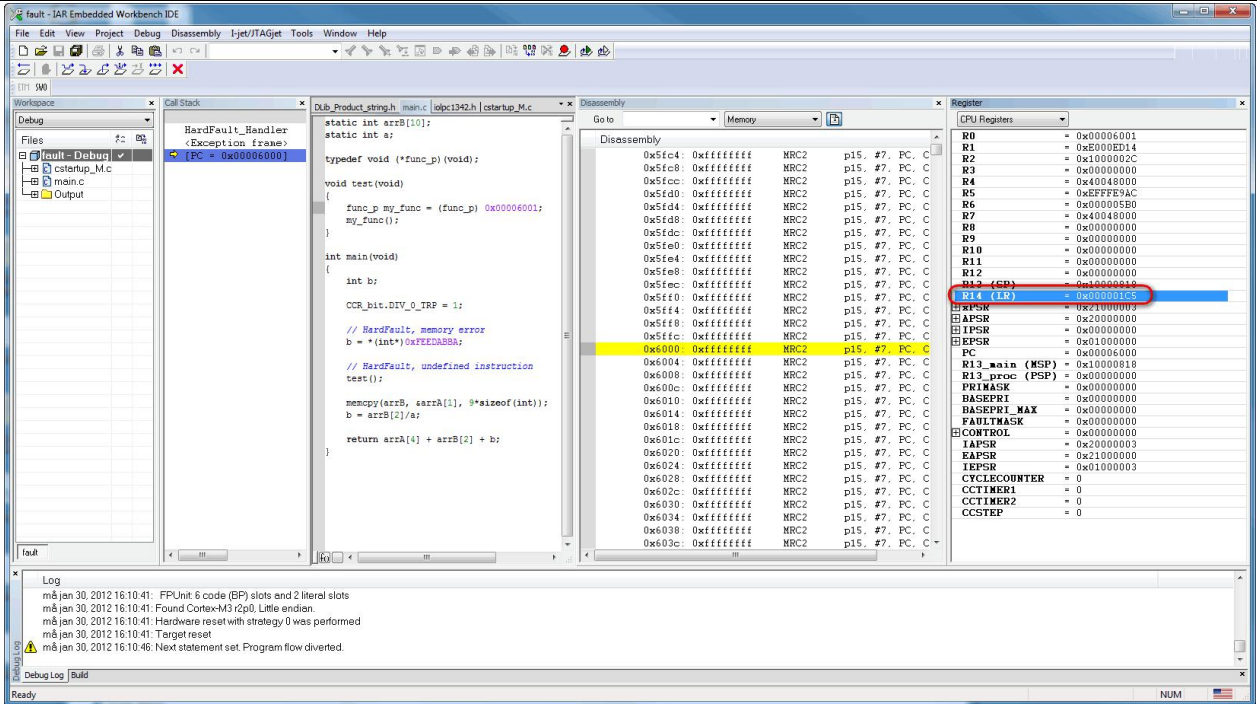 fault - IAR Embedded Workbench IDE
File Edit View Project Debug Disassembly I-jet/JTAGjet Tools Window Help
ETM SWO
Workspace
Debug
Files
fault - Debug
cstartup_M.c
main.c
Output
fault
Call Stack
HardFault_Handler
<Exception frame>
[PC = 0x00006000]
DLib_Product_string.h main.c iolpc1342.h cstartup_M.c
static int arrB[10];
static int a;
typedef void (*func_p)(void);
void test(void)
{
func_p my_func = (func_p) 0x00006001;
my_func();
}
int main(void)
{
int b;
CCR_bit.DIV_0_TRP = 1;
// HardFault, memory error
b = *(int*)0xFEEDABBA;
// HardFault, undefined instruction
test();
memcpy(arrB, &arrA[1], 9*sizeof(int));
b = arrB[2]/a;
return arrA[4] + arrB[2] + b;
}
Disassembly
Go to Memory
Disassembly
0x5fc4: 0xffffffff MRC2 p15, #7, PC, C
0x5fc8: 0xffffffff MRC2 p15, #7, PC, C
0x5fcc: 0xffffffff MRC2 p15, #7, PC, C
0x5fd0: 0xffffffff MRC2 p15, #7, PC, C
0x5fd4: 0xffffffff MRC2 p15, #7, PC, C
0x5fd8: 0xffffffff MRC2 p15, #7, PC, C
0x5fdc: 0xffffffff MRC2 p15, #7, PC, C
0x5fe0: 0xffffffff MRC2 p15, #7, PC, C
0x5fe4: 0xffffffff MRC2 p15, #7, PC, C
0x5fe8: 0xffffffff MRC2 p15, #7, PC, C
0x5fec: 0xffffffff MRC2 p15, #7, PC, C
0x5ff0: 0xffffffff MRC2 p15, #7, PC, C
0x5ff4: 0xffffffff MRC2 p15, #7, PC, C
0x5ff8: 0xffffffff MRC2 p15, #7, PC, C
0x5ffc: 0xffffffff MRC2 p15, #7, PC, C
0x6000: 0xffffffff MRC2 p15, #7, PC, C
0x6004: 0xffffffff MRC2 p15, #7, PC, C
0x6008: 0xffffffff MRC2 p15, #7, PC, C
0x600c: 0xffffffff MRC2 p15, #7, PC, C
0x6010: 0xffffffff MRC2 p15, #7, PC, C
0x6014: 0xffffffff MRC2 p15, #7, PC, C
0x6018: 0xffffffff MRC2 p15, #7, PC, C
0x601c: 0xffffffff MRC2 p15, #7, PC, C
0x6020: 0xffffffff MRC2 p15, #7, PC, C
0x6024: 0xffffffff MRC2 p15, #7, PC, C
0x6028: 0xffffffff MRC2 p15, #7, PC, C
0x602c: 0xffffffff MRC2 p15, #7, PC, C
0x6030: 0xffffffff MRC2 p15, #7, PC, C
0x6034: 0xffffffff MRC2 p15, #7, PC, C
0x6038: 0xffffffff MRC2 p15, #7, PC, C
0x603c: 0xffffffff MRC2 p15, #7, PC, C
Register
CPU Registers
R0 = 0x00006001
R1 = 0xE000ED14
R2 = 0x1000002C
R3 = 0x00000000
R4 = 0x40048000
R5 = 0xEFFFE9AC
R6 = 0x000005B0
R7 = 0x40048000
R8 = 0x00000000
R9 = 0x00000000
R10 = 0x00000000
R11 = 0x00000000
R12 = 0x00000000
R13 (SP) = 0x10000818
R14 (LR) = 0x000001C5
xPSR = 0x21000003
APSR = 0x20000000
IPSR = 0x00000000
EPSR = 0x01000000
PC = 0x00006000
R13_main (MSP) = 0x10000818
R13_proc (PSP) = 0x00000000
PRIMASK = 0x00000000
BASEPRI = 0x00000000
BASEPRI_MAX = 0x00000000
FAULTMASK = 0x00000000
CONTROL = 0x00000000
IAPSR = 0x20000003
EAPSR = 0x21000000
IEPSR = 0x01000003
CYCLECOUNTER = 0
CCTIMER1 = 0
CCTIMER2 = 0
CCSTEP = 0
Log
må jan 30, 2012 16:10:41: FPUnit: 6 code (BP) slots and 2 literal slots
må jan 30, 2012 16:10:41: Found Cortex-M3 r2p0, Little endian.
må jan 30, 2012 16:10:41: Hardware reset with strategy 0 was performed
må jan 30, 2012 16:10:41: Target reset
må jan 30, 2012 16:10:46: Next statement set. Program flow diverted.
Debug Log
Debug Log Build
Ready NUM